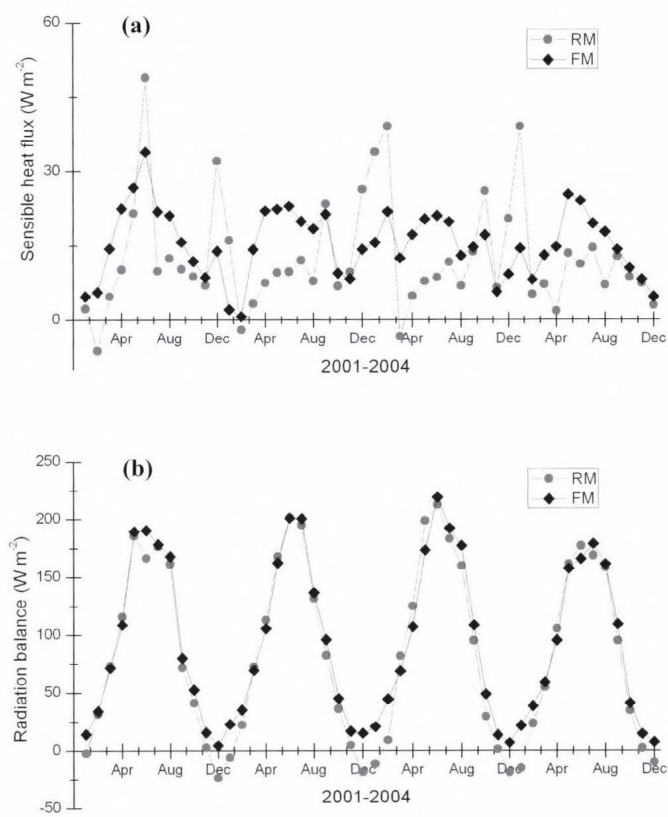 (a)
60
30
0
Sensible heat flux (W m-2)
RM
FM
Apr Aug Dec Apr Aug Dec Apr Aug Dec Apr Aug Dec
2001-2004
(b)
250
200
150
100
50
0
-50
Radiation balance (W m-2)
RM
FM
Apr Aug Dec Apr Aug Dec Apr Aug Dec Apr Aug Dec
2001-2004